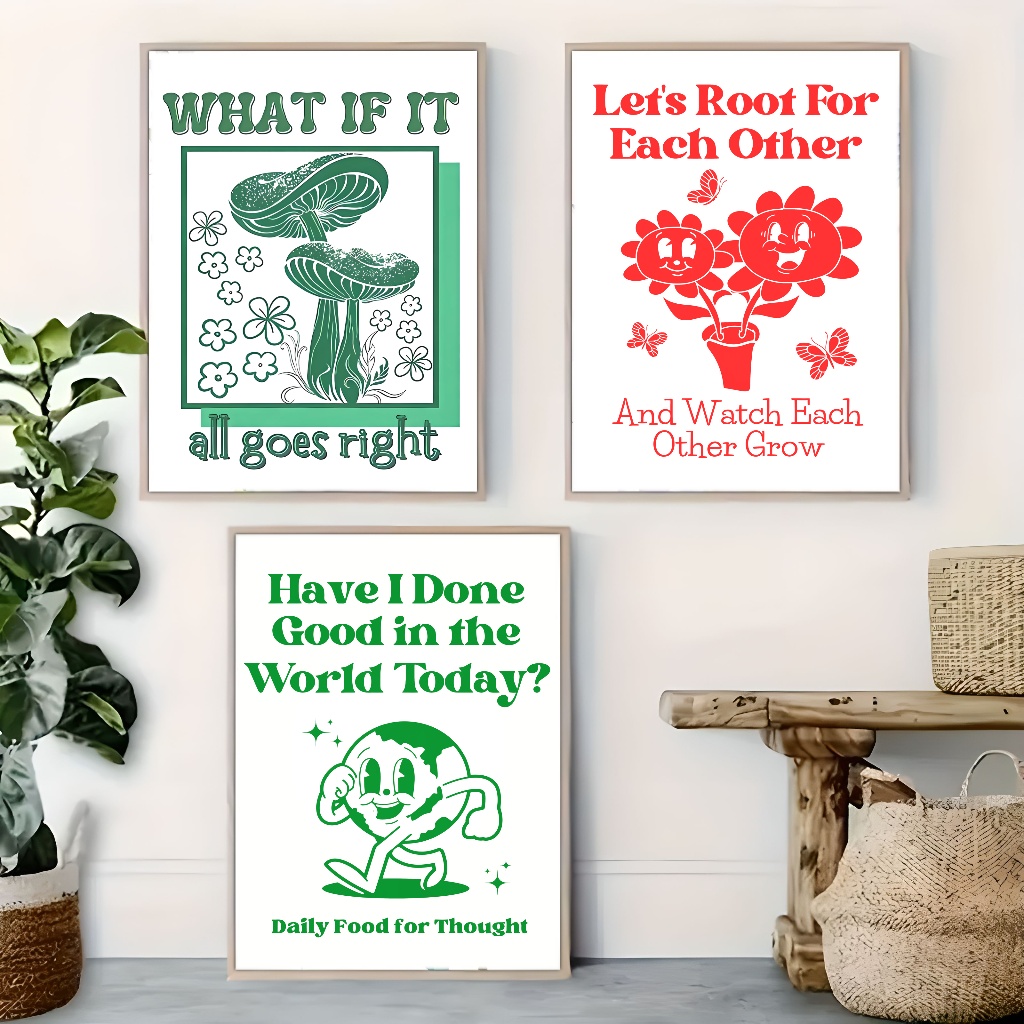 WHAT IF IT
all goes right
Let's Root For
Each Other
And Watch Each
Other Grow
Have I Done
Good in the
World Today?
Daily Food for Thought